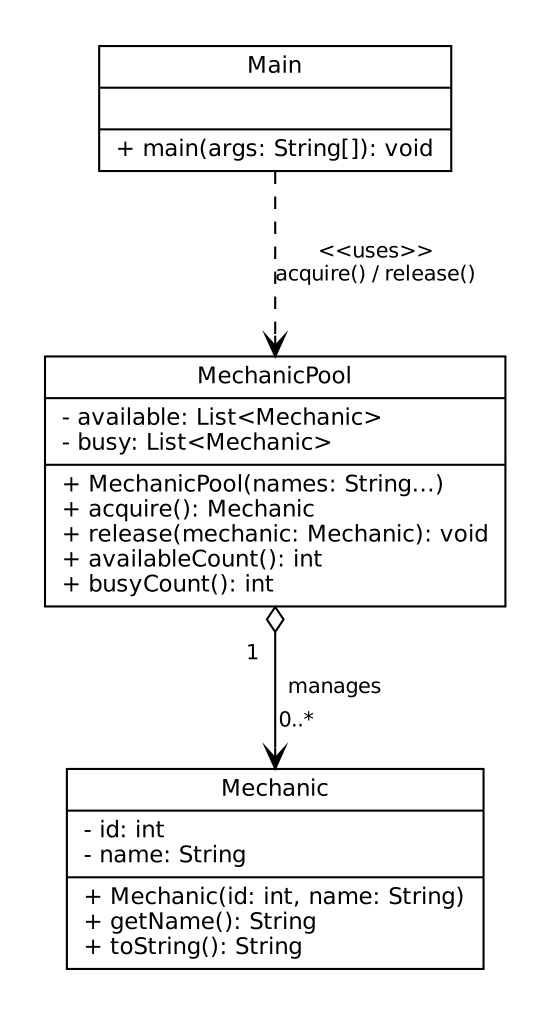 Main
+ main(args: String[]): void
<<uses>>
acquire() / release()
MechanicPool
- available: List<Mechanic>
- busy: List<Mechanic>
+ MechanicPool(names: String...)
+ acquire(): Mechanic
+ release(mechanic: Mechanic): void
+ availableCount(): int
+ busyCount(): int
1
manages
0..*
Mechanic
- id: int
- name: String
+ Mechanic(id: int, name: String)
+ getName(): String
+ toString(): String